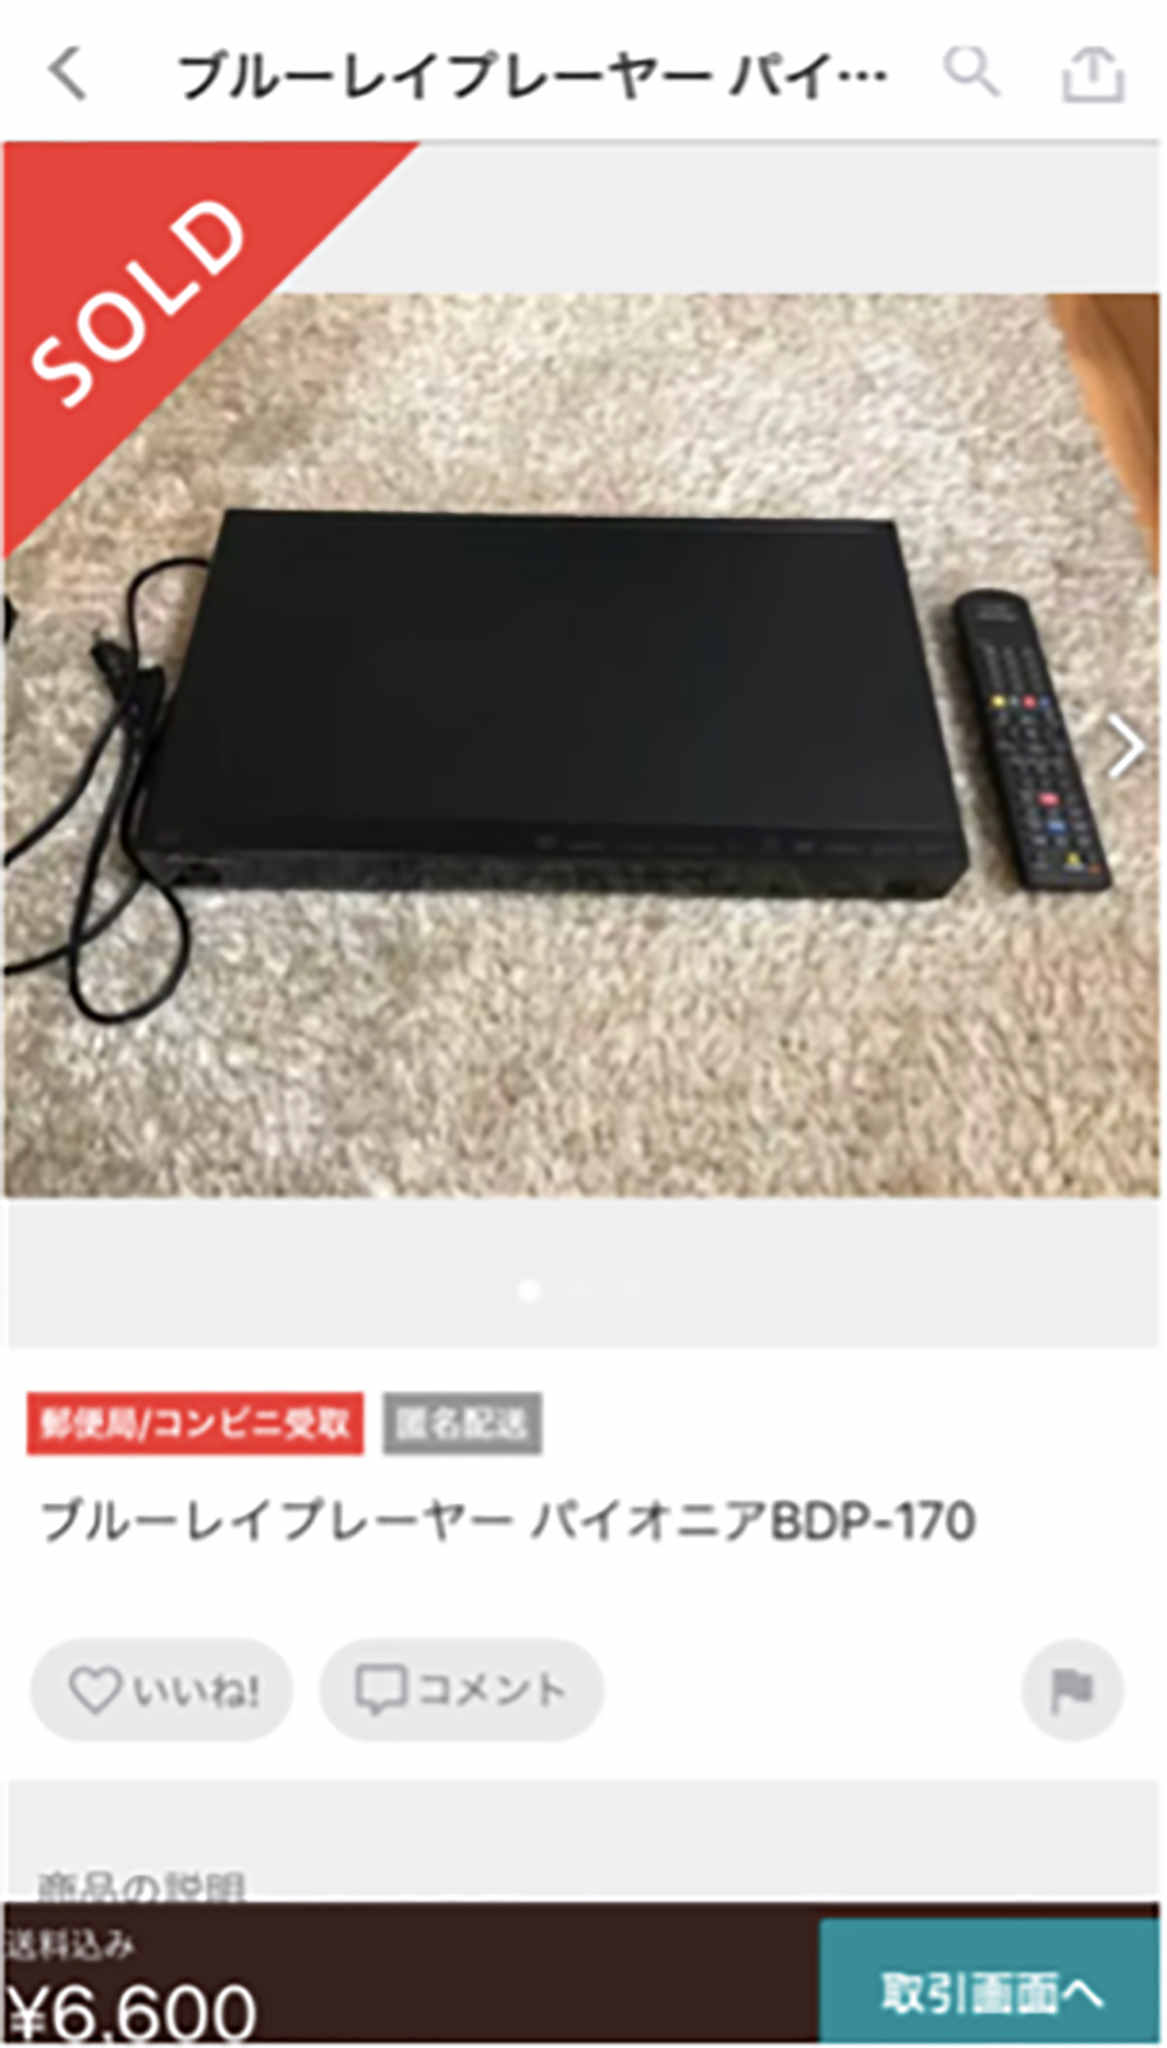 ブルーレイプレーヤー パイ…
SOLD
郵便局/コンビニ受取 匿名配送
ブルーレイプレーヤー パイオニアBDP-170
いいね! コメント
商品の説明
送料込み
¥6,600
取引画面へ